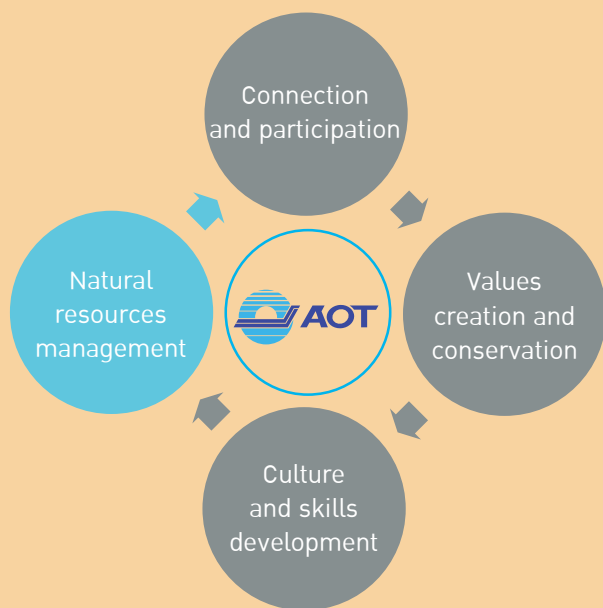 Connection
and participation
Natural
resources
management
AOT
Values
creation and
conservation
Culture
and skills
development